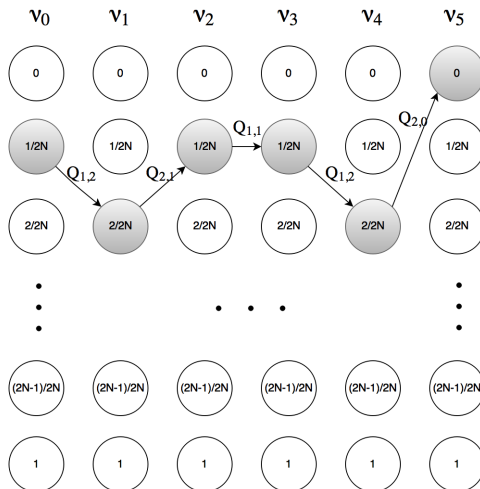 ν0 ν1 ν2 ν3 ν4 ν5
0 0 0 0 0 0
Q2,0
Q1,1
1/2N 1/2N 1/2N 1/2N 1/2N 1/2N
Q1,2 Q2,1 Q1,2
2/2N 2/2N 2/2N 2/2N 2/2N 2/2N
(2N-1)/2N (2N-1)/2N (2N-1)/2N (2N-1)/2N (2N-1)/2N (2N-1)/2N
1 1 1 1 1 1